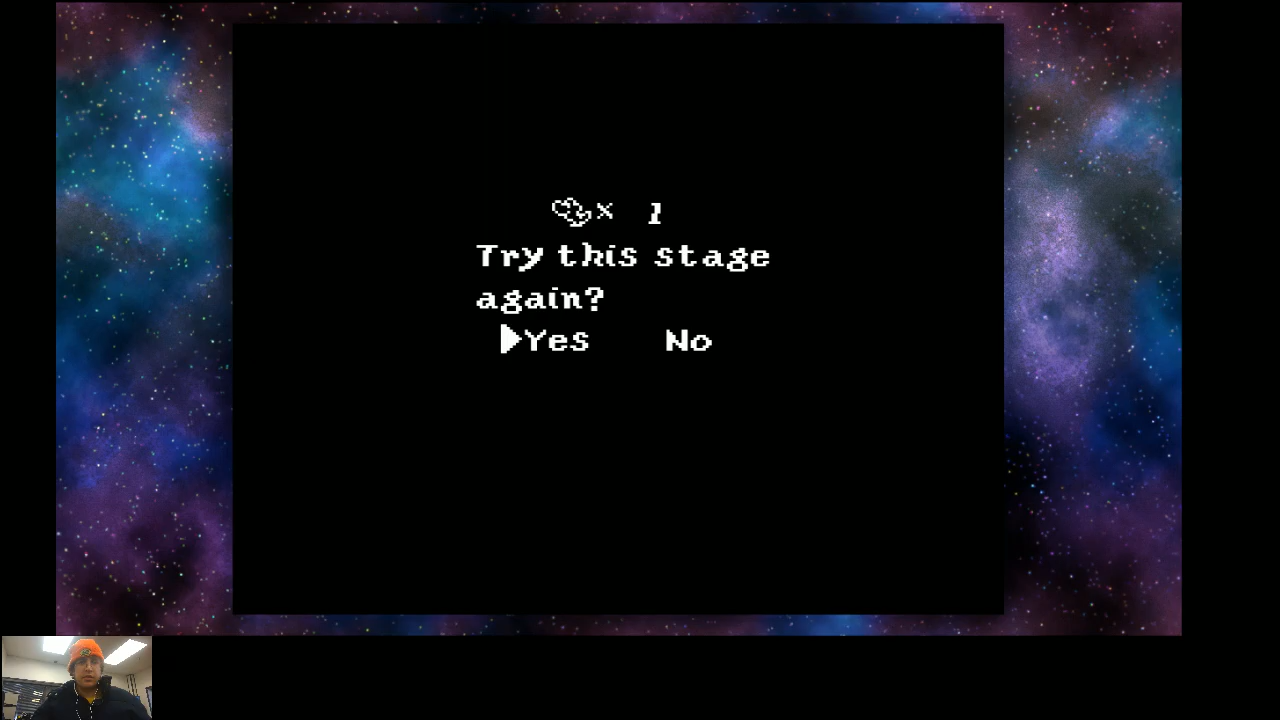 × 1
Try this stage
again?
▶Yes No